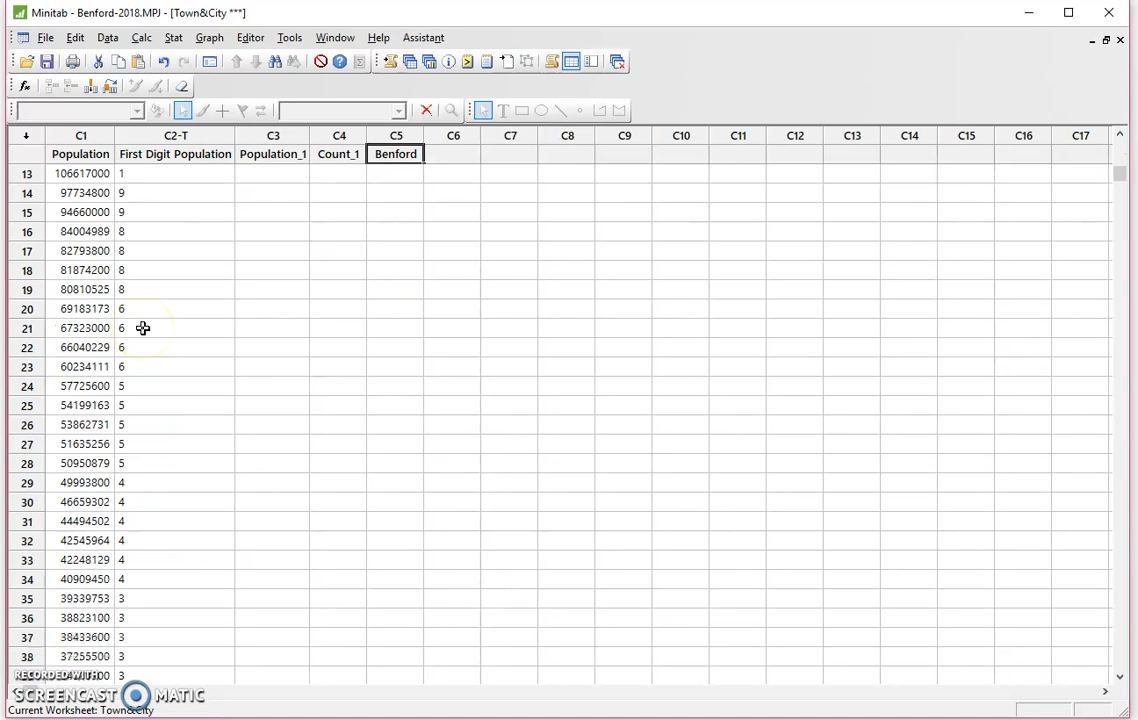 Minitab - Benford-2018.MPJ - [Town&City ***]
File Edit Data Calc Stat Graph Editor Tools Window Help Assistant
C1 C2-T C3 C4 C5 C6 C7 C8 C9 C10 C11 C12 C13 C14 C15 C16 C17
Population First Digit Population Population_1 Count_1 Benford
13 106617000 1
14 97734800 9
15 94660000 9
16 84004989 8
17 82793800 8
18 81874200 8
19 80810525 8
20 69183173 6
21 67323000 6
22 66040229 6
23 60234111 6
24 57725600 5
25 54199163 5
26 53862731 5
27 51635256 5
28 50950879 5
29 49993800 4
30 46659302 4
31 44494502 4
32 42545964 4
33 42248129 4
34 40909450 4
35 39339753 3
36 38823100 3
37 38433600 3
38 37255500 3
3
RECORDED WITH
SCREENCAST MATIC
Current Worksheet: Town&City